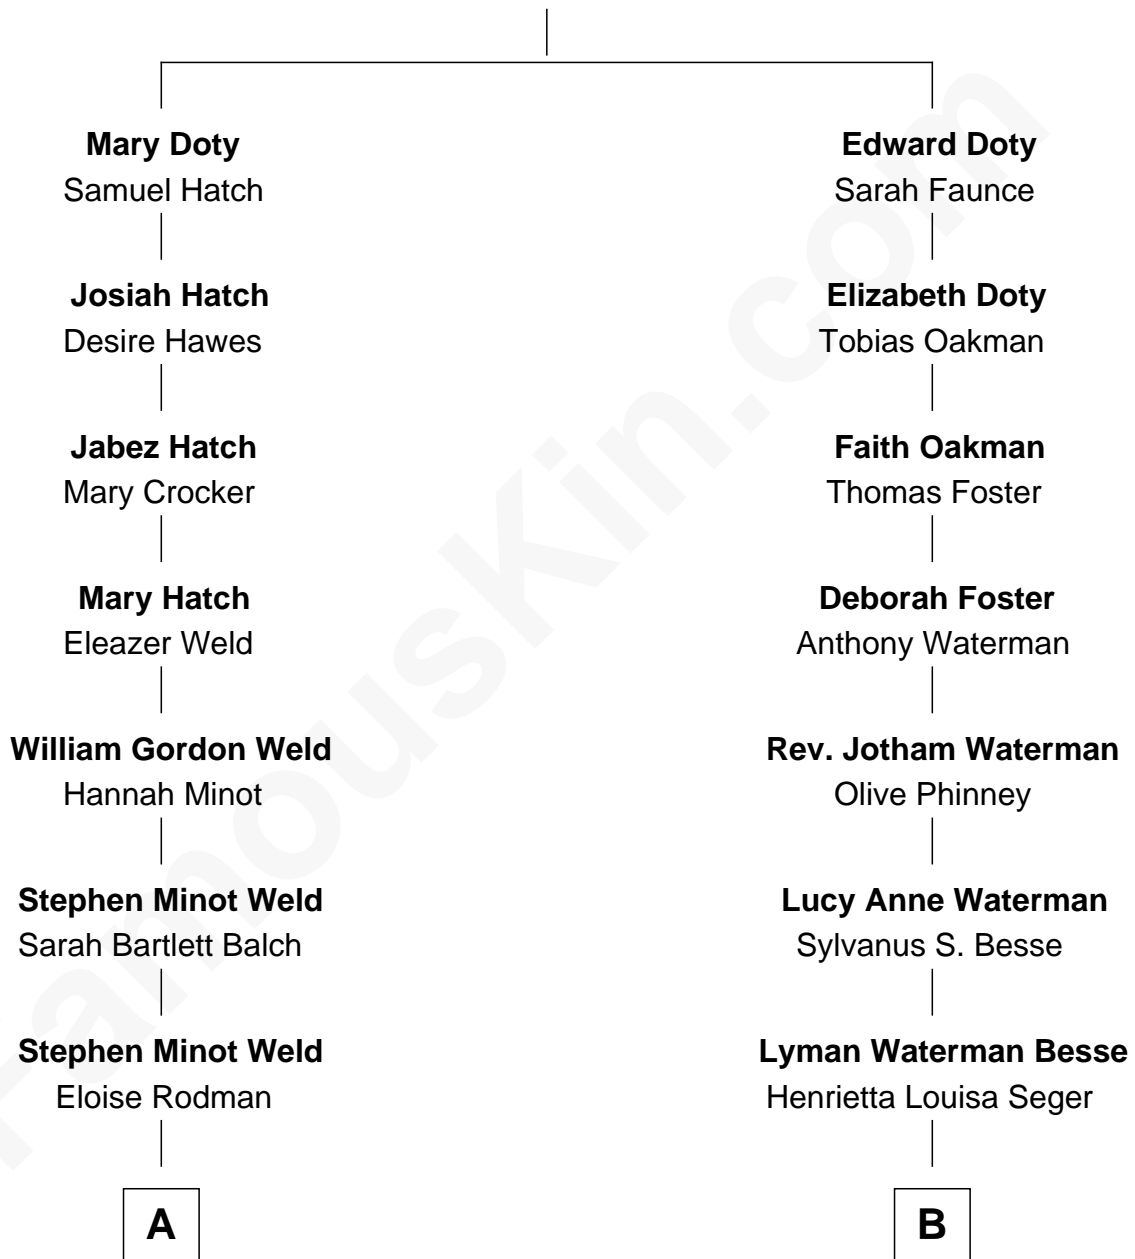 Mary Doty
Samuel Hatch
Josiah Hatch
Desire Hawes
Jabez Hatch
Mary Crocker
Mary Hatch
Eleazer Weld
William Gordon Weld
Hannah Minot
Stephen Minot Weld
Sarah Bartlett Balch
Stephen Minot Weld
Eloise Rodman
A
Edward Doty
Sarah Faunce
Elizabeth Doty
Tobias Oakman
Faith Oakman
Thomas Foster
Deborah Foster
Anthony Waterman
Rev. Jotham Waterman
Olive Phinney
Lucy Anne Waterman
Sylvanus S. Besse
Lyman Waterman Besse
Henrietta Louisa Seger
B
FamousKin.com